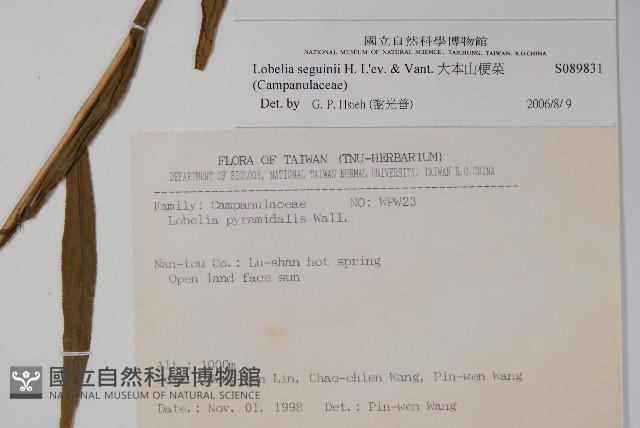 國立自然科學博物館
NATIONAL MUSEUM OF NATURAL SCIENCE, TAICHUNG, TAIWAN, R.O.CHINA
Lobelia seguinii H. L'ev. & Vant. 大本山梗菜 S089831
(Campanulaceae)
Det. by G. P. Hsieh (謝光普) 2006/8/9
FLORA OF TAIWAN (TNU-HERBARIUM)
DEPARTMENT OF BIOLOGY, NATIONAL TAIWAN NORMAL UNIVERSITY, TAIWAN R.O.CHINA
Family: Campanulaceae NO: WPW23
Lobelia pyramidalis Wall.
Nan-tou Co.: Lu-shan hot spring
Open land face sun
Alt.: 1000m
Lin, Chao-chien Wang, Pin-wen Wang
Date.: Nov. 01, 1998 Det.: Pin-wen Wang
國立自然科學博物館
NATIONAL MUSEUM OF NATURAL SCIENCE